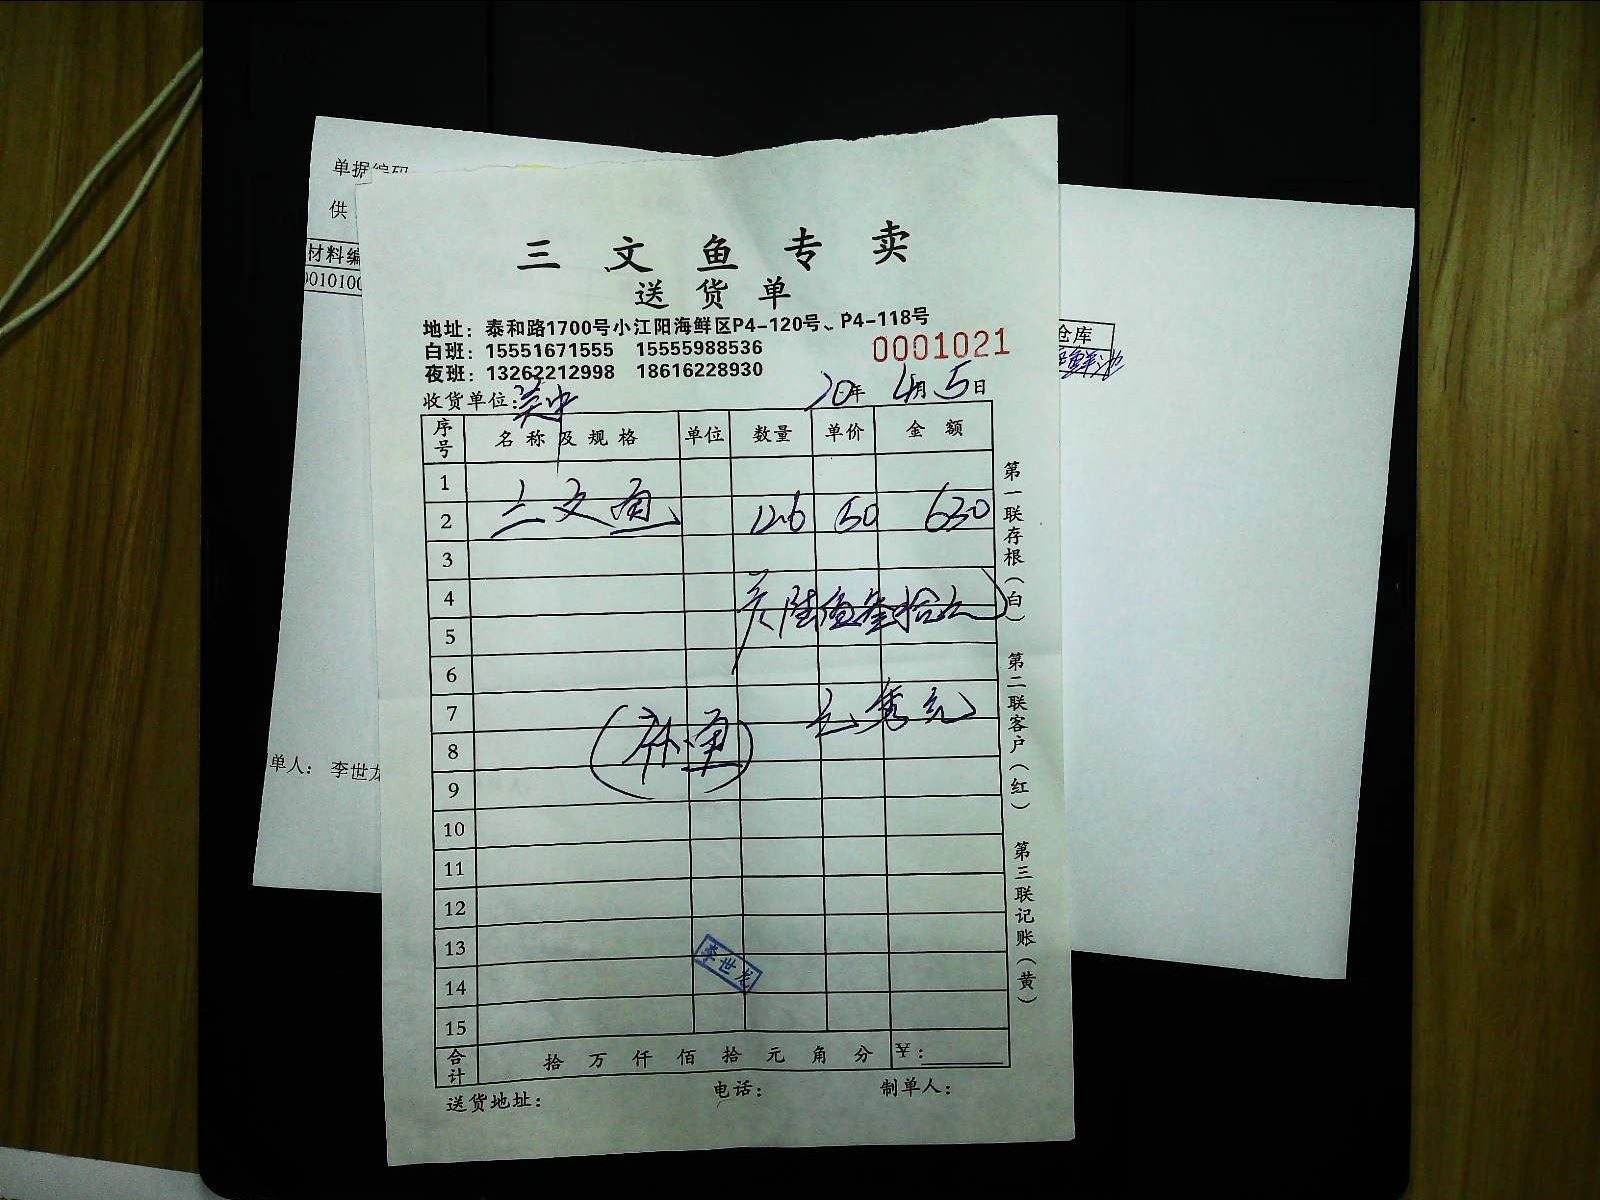 单据编码
供
材料编
0010100
单人： 李世龙
仓库
三文鱼专卖
送货单
地址：泰和路1700号小江阳海鲜区P4-120号、P4-118号
白班：15551671555 15555988536
夜班：13262212998 18616228930
0001021
收货单位：
20年 4月 5日
序号 名称及规格 单位 数量 单价 金额
1
2 三文鱼 12.6 50 630
3
4
5 陆佰叁拾元
6
7
8
9
10
11
12
13
14
15
李世龙
合计 拾 万 仟 佰 拾 元 角 分 ¥：
送货地址： 电话： 制单人：
第一联存根（白）
第二联客户（红）
第三联记账（黄）